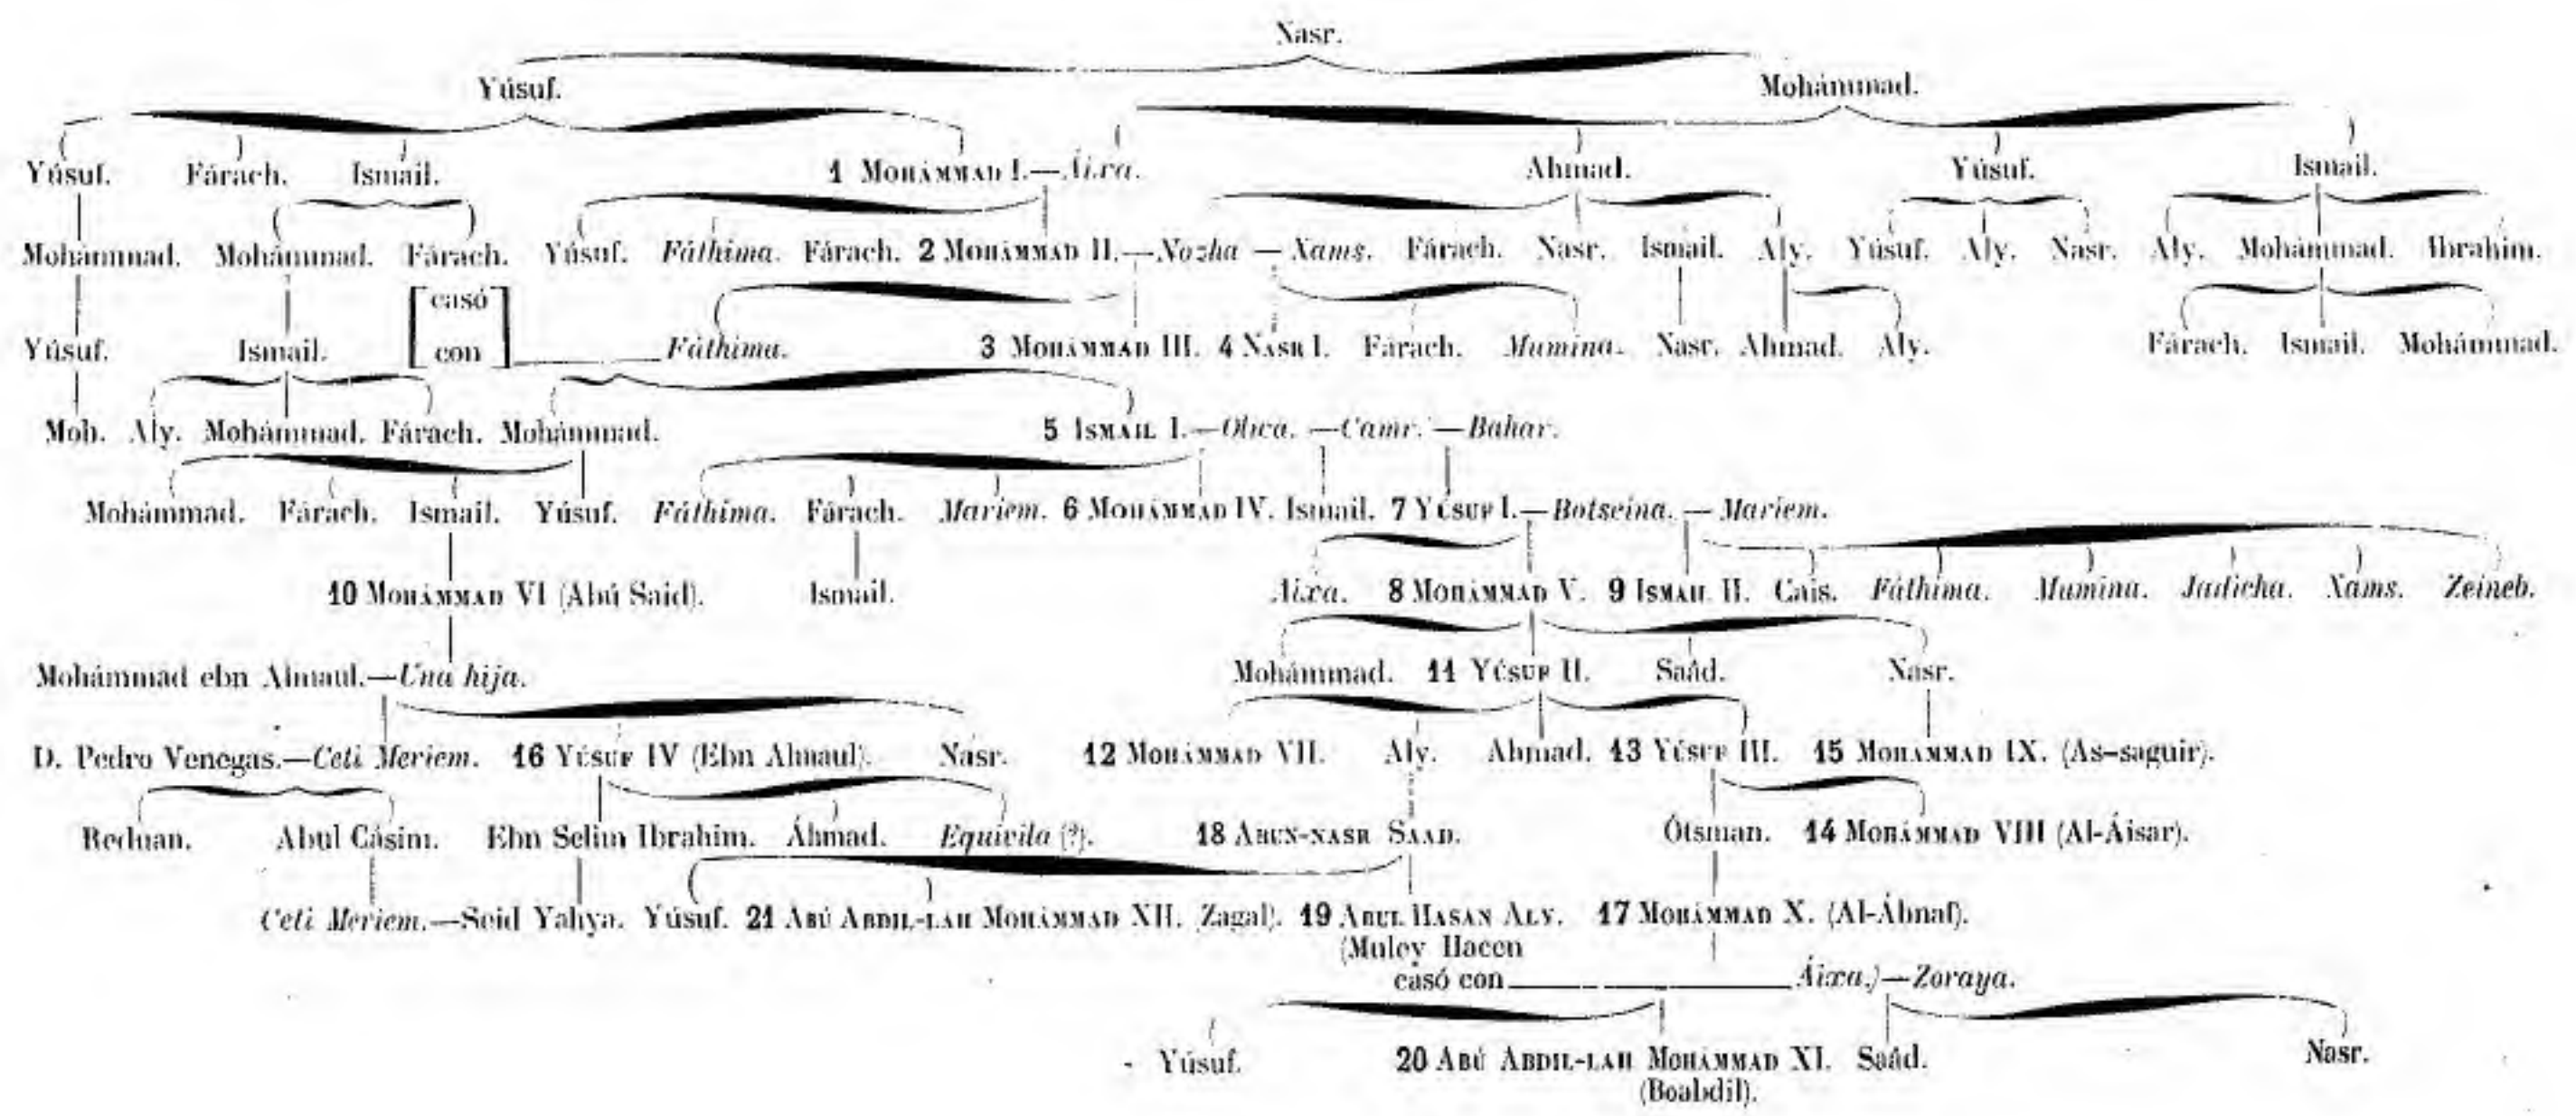 Nasr.
Yúsuf. Mohámmad.
Yúsuf. Fárach. Ismail. 1 MOHÁMMAD I.—Áixa. Ahmad. Yúsuf. Ismail.
Mohámmad. Mohámmad. Fárach. Yúsuf. Fáthima. Fárach. 2 MOHÁMMAD II.—Nozha — Xams. Fárach. Nasr. Ismail. Aly. Yúsuf. Aly. Nasr. Aly. Mohámmad. Ibrahim.
casó
Yúsuf. Ismail. con Fáthima. 3 MOHÁMMAD III. 4 NASR I. Fárach. Mumina. Nasr. Ahmad. Aly. Fárach. Ismail. Mohámmad.
Moh. Aly. Mohámmad. Fárach. Mohámmad. 5 ISMAIL I.—Olwa. —Camr. —Bahar.
Mohámmad. Fárach. Ismail. Yúsuf. Fáthima. Fárach. Mariem. 6 MOHÁMMAD IV. Ismail. 7 YÚSUF I.—Botseina. — Mariem.
10 MOHÁMMAD VI (Abú Said). Ismail. Aixa. 8 MOHÁMMAD V. 9 ISMAIL II. Cais. Fáthima. Mumina. Jadicha. Xams. Zeineb.
Mohámmad ebn Almaul.—Una hija. Mohámmad. 11 YÚSUF II. Saád. Nasr.
D. Pedro Venegas.—Ceti Meriem. 16 YÚSUF IV (Ebn Almaul). Nasr. 12 MOHÁMMAD VII. Aly. Ahmad. 13 YÚSUF III. 15 MOHÁMMAD IX. (As-saguir).
Reduan. Abul Cásim. Ebn Selim Ibrahim. Áhmad. Equivila (?). 18 ABUN-NASR SAAD. Ótsman. 14 MOHÁMMAD VIII (Al-Áisar).
Ceti Meriem.—Seid Yahya. Yúsuf. 21 ABÚ ABDIL-LAH MOHÁMMAD XII. (Zagal). 19 ABUL HASAN ALY. 17 MOHÁMMAD X. (Al-Áhnaf).
(Muley Hacen
casó con Áixa.)—Zoraya.
Yúsuf. 20 ABÚ ABDIL-LAH MOHÁMMAD XI. Saád. Nasr.
(Boabdil).